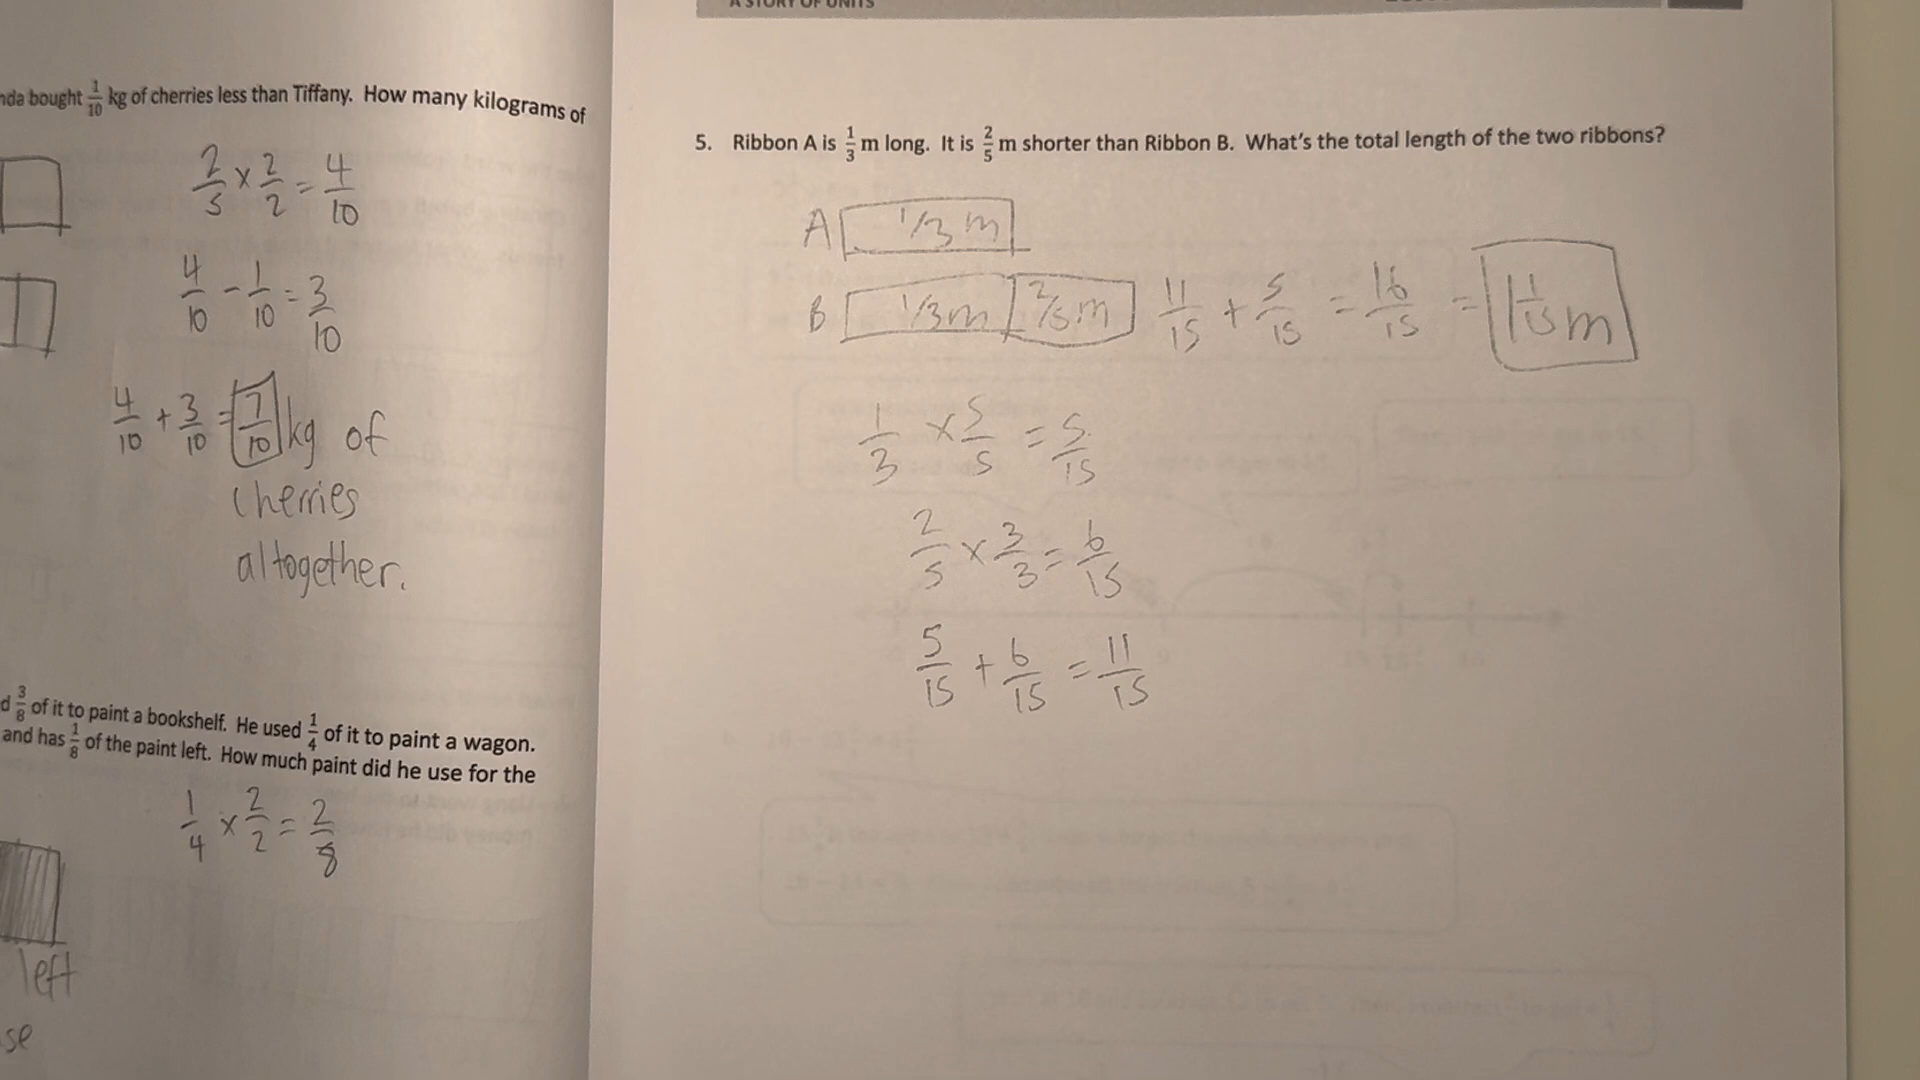 nda bought 1/10 kg of cherries less than Tiffany. How many kilograms of
2/5 × 2/2 = 4/10
4/10 - 1/10 = 3/10
4/10 + 3/10 = 7/10 kg of
cherries
altogether.
d 3/8 of it to paint a bookshelf. He used 1/4 of it to paint a wagon.
and has 1/8 of the paint left. How much paint did he use for the
1/4 × 2/2 = 2/8
left
se
A STORY OF UNITS
5. Ribbon A is 1/3 m long. It is 2/5 m shorter than Ribbon B. What's the total length of the two ribbons?
A 1/3 m
B 1/3 m 2/5 m 11/15 + 5/15 = 16/15 = 1 1/15 m
1/3 × 5/5 = 5/15
2/5 × 3/3 = 6/15
5/15 + 6/15 = 11/15